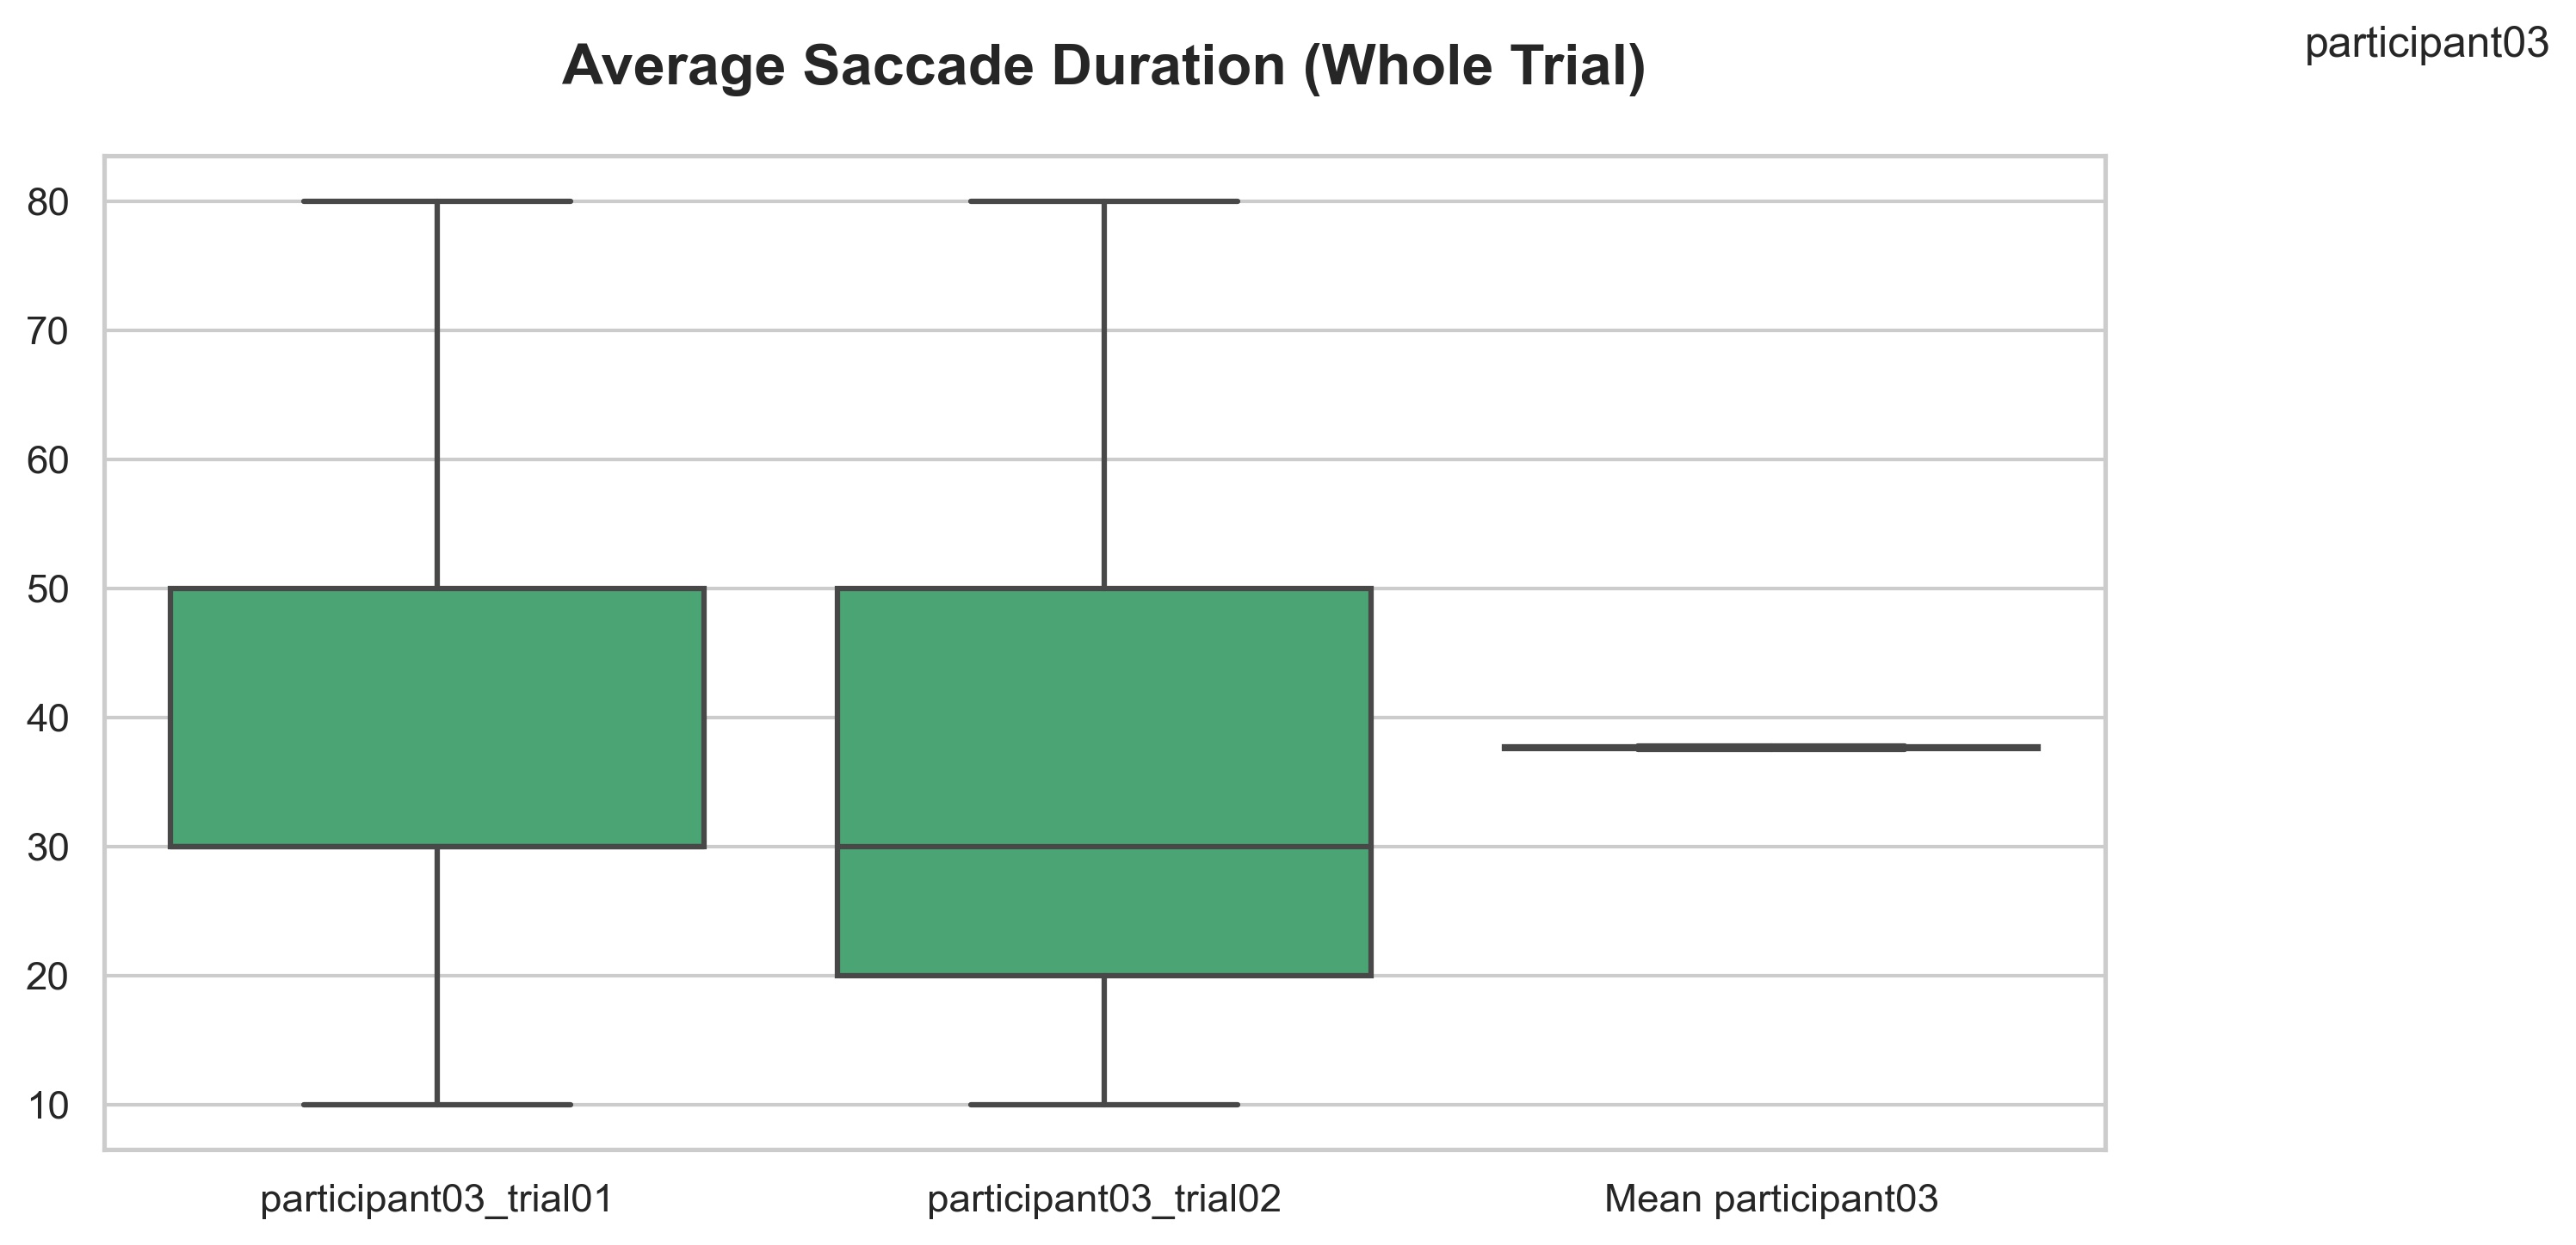 participant03
Average Saccade Duration (Whole Trial)
80
70
60
50
40
30
20
10
participant03_trial01
participant03_trial02
Mean participant03